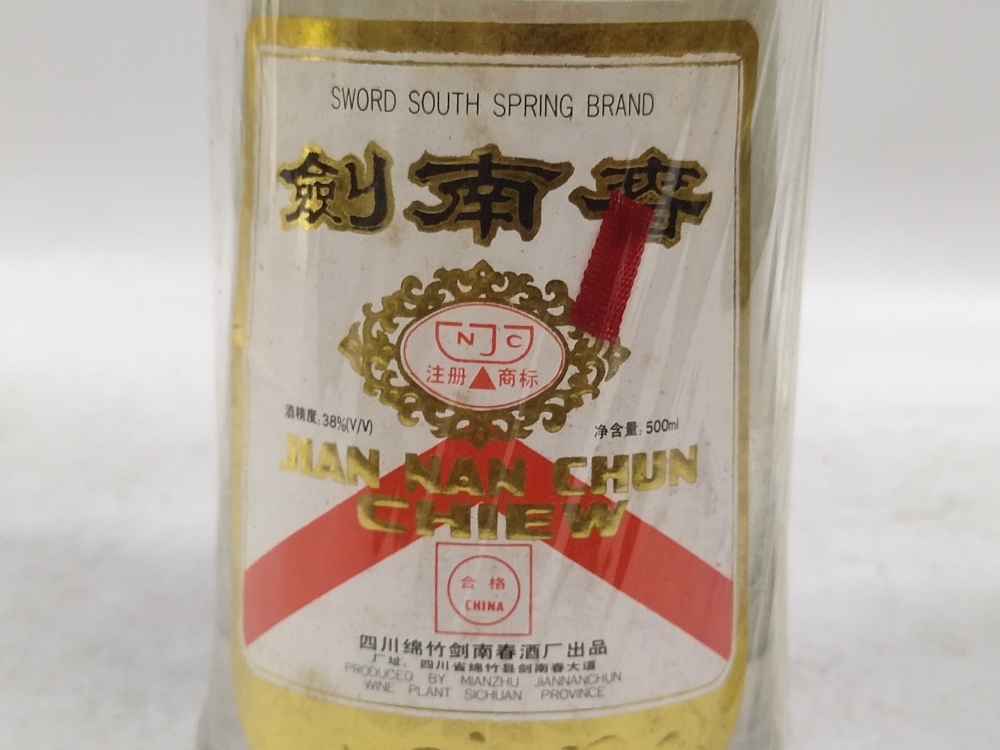 SWORD SOUTH SPRING BRAND
劍南春
NJC
注册 商标
酒精度:38%(V/V)
净含量:500ml
JIAN NAN CHUN
CHIEW
合格
CHINA
四川绵竹剑南春酒厂出品
厂址:四川省绵竹县剑南春大道
PRODUCED BY MIANZHU JIANNANCHUN
WINE PLANT SICHUAN PROVINCE